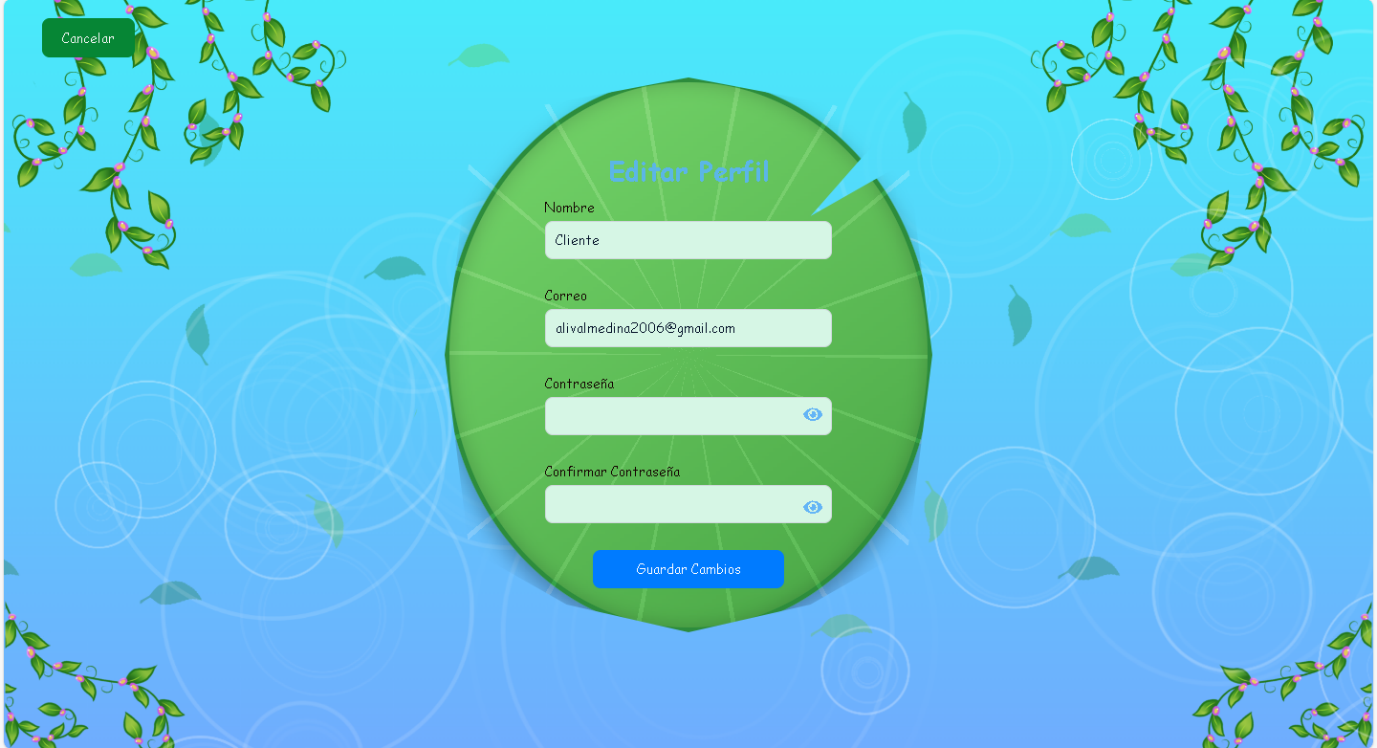 Cancelar
Editar Perfil
Nombre
Cliente
Correo
alivalmedina2006@gmail.com
Contraseña
Confirmar Contraseña
Guardar Cambios